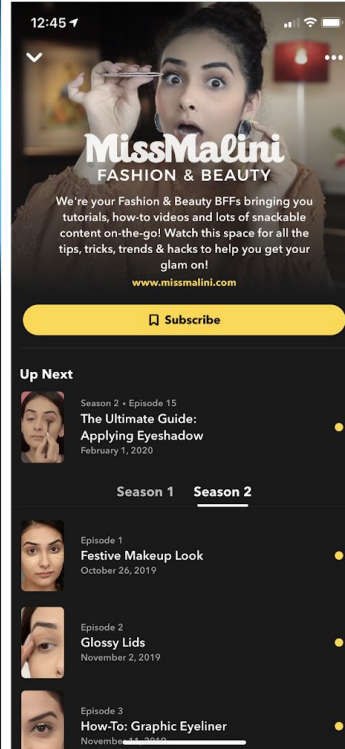 12:45
MissMalini
FASHION & BEAUTY
We're your Fashion & Beauty BFFs bringing you
tutorials, how-to videos and lots of snackable
content on-the-go! Watch this space for all the
tips, tricks, trends & hacks to help you get your
glam on!
www.missmalini.com
Subscribe
Up Next
Season 2 • Episode 15
The Ultimate Guide:
Applying Eyeshadow
February 1, 2020
Season 1 Season 2
Episode 1
Festive Makeup Look
October 26, 2019
Episode 2
Glossy Lids
November 2, 2019
Episode 3
How-To: Graphic Eyeliner
November 11, 2019